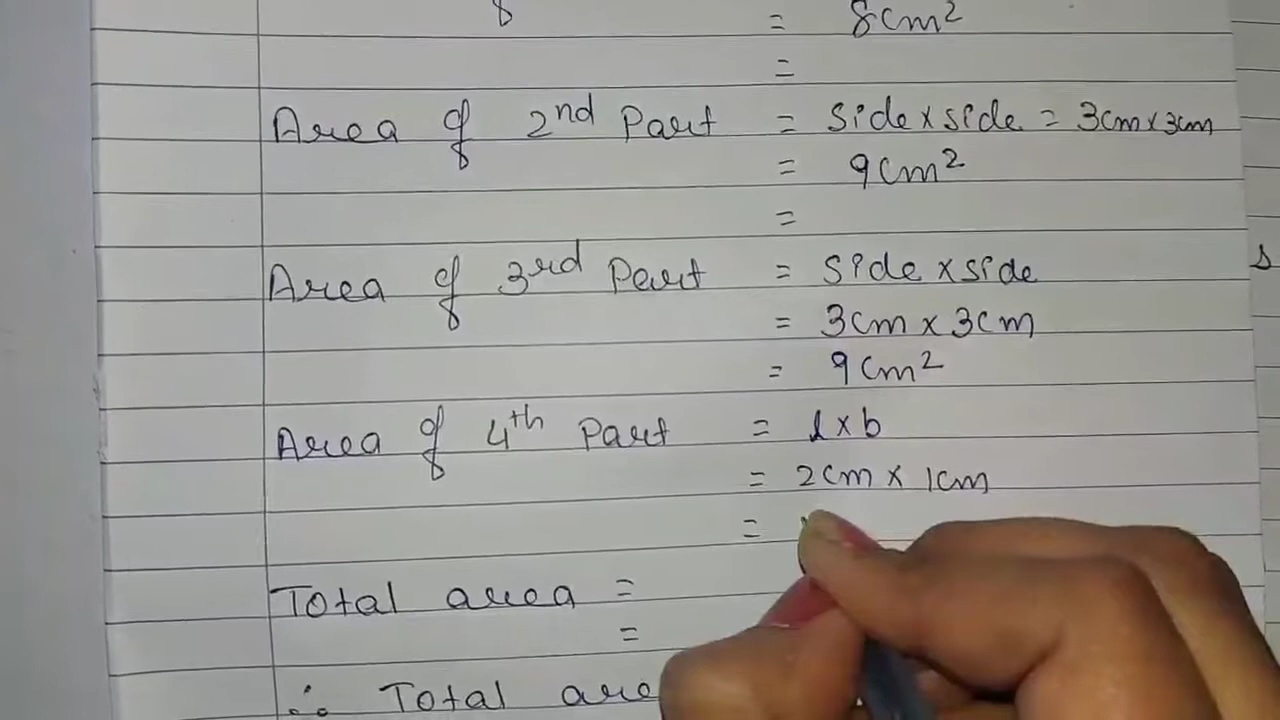 = 8cm²
=
Area of 2nd Part = Side x Side = 3cm x 3cm
= 9cm²
=
Area of 3rd Part = Side x Side
= 3cm x 3cm
= 9cm²
Area of 4th Part = l x b
= 2cm x 1cm
=
Total area =
=
∴ Total are